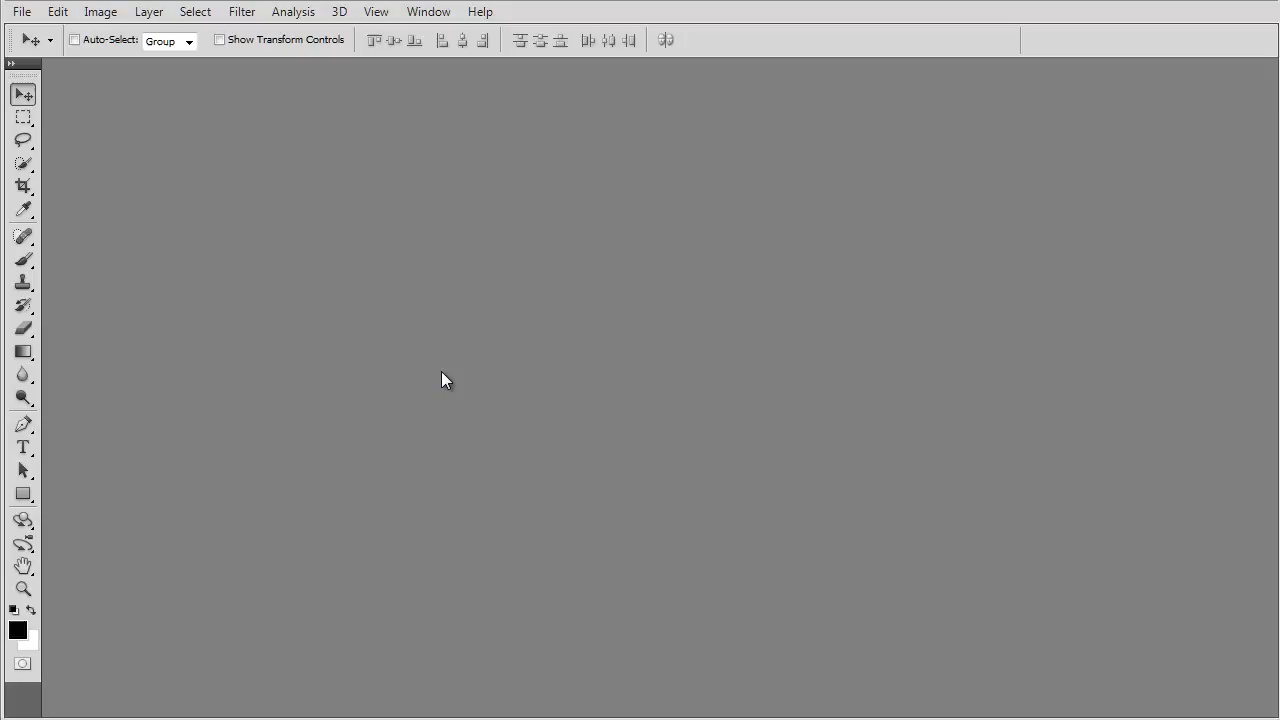 File Edit Image Layer Select Filter Analysis 3D View Window Help
Auto-Select: Group Show Transform Controls
T